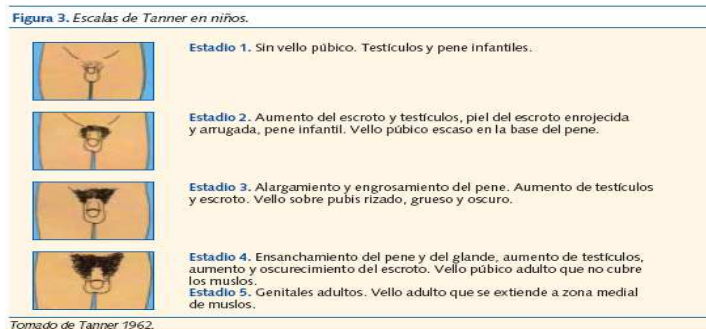 Figura 3. Escalas de Tanner en niños.
Estadio 1. Sin vello púbico. Testículos y pene infantiles.
Estadio 2. Aumento del escroto y testículos, piel del escroto enrojecida
y arrugada, pene infantil. Vello púbico escaso en la base del pene.
Estadio 3. Alargamiento y engrosamiento del pene. Aumento de testículos
y escroto. Vello sobre pubis rizado, grueso y oscuro.
Estadio 4. Ensanchamiento del pene y del glande, aumento de testículos,
aumento y oscurecimiento del escroto. Vello púbico adulto que no cubre
los muslos.
Estadio 5. Genitales adultos. Vello adulto que se extiende a zona medial
de muslos.
Tomado de Tanner 1962.